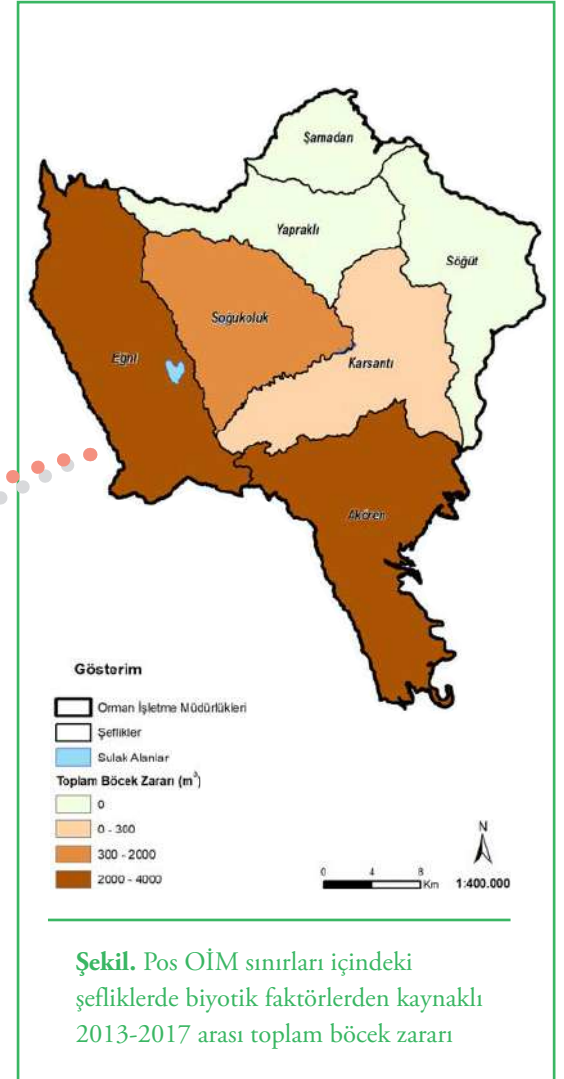 Şamadan
Yapraklı
Söğüt
Soğukoluk
Eğni
Karsantı
Akören
Gösterim
Orman İşletme Müdürlükleri
Şeflikler
Sulak Alanlar
Toplam Böcek Zararı (m³)
0
0 - 300
300 - 2000
2000 - 4000
N
0 4 8
Km 1:400.000
Şekil. Pos OİM sınırları içindeki
şefliklerde biyotik faktörlerden kaynaklı
2013-2017 arası toplam böcek zararı